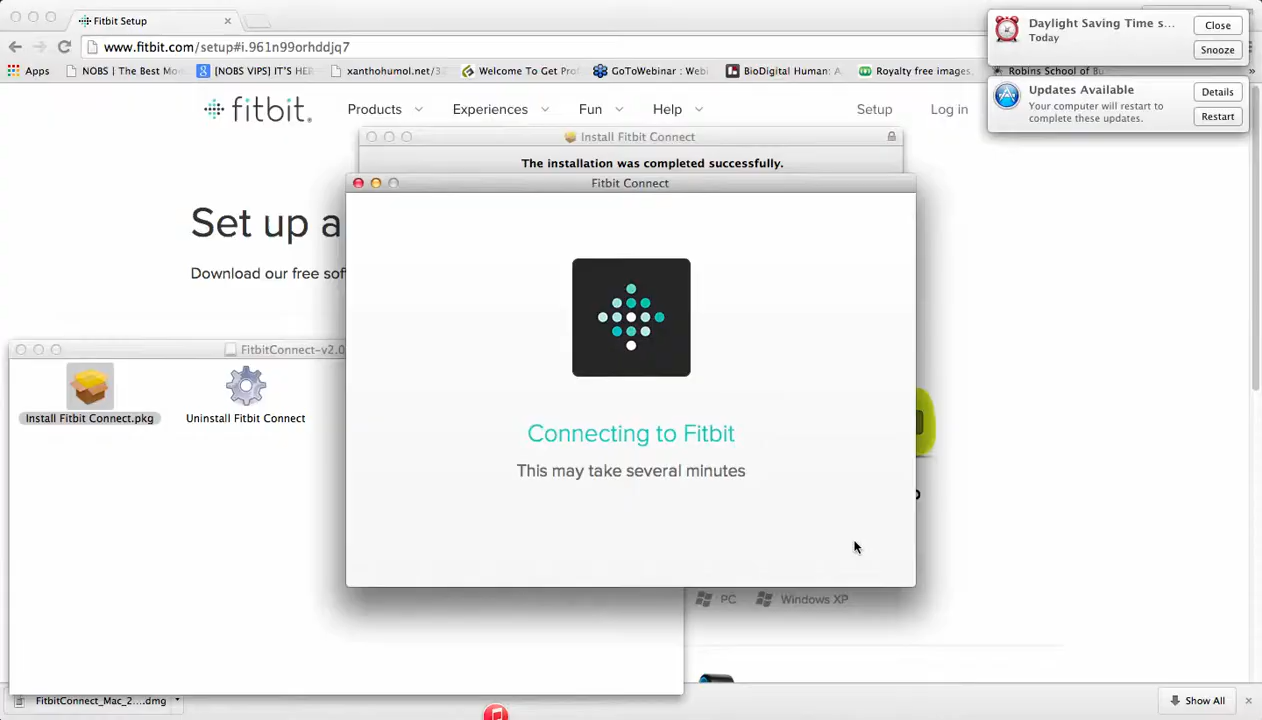 Fitbit Setup
www.fitbit.com/setup#i.961n99orhddjq7
Apps
NOBS | The Best Mo
[NOBS VIPS] IT'S HER
xanthohumol.net/3
Welcome To Get Pro
GoToWebinar : Webi
BioDigital Human: A
Royalty free images.
Robins School of Bu
»
Daylight Saving Time s...
Today
Close
Snooze
Updates Available
Your computer will restart to
complete these updates.
Details
Restart
fitbit.
Products
Experiences
Fun
Help
Setup
Log in
Install Fitbit Connect
The installation was completed successfully.
Fitbit Connect
Set up a
Download our free sof
Connecting to Fitbit
This may take several minutes
FitbitConnect-v2.0
Install Fitbit Connect.pkg
Uninstall Fitbit Connect
PC
Windows XP
FitbitConnect_Mac_2....dmg
Show All